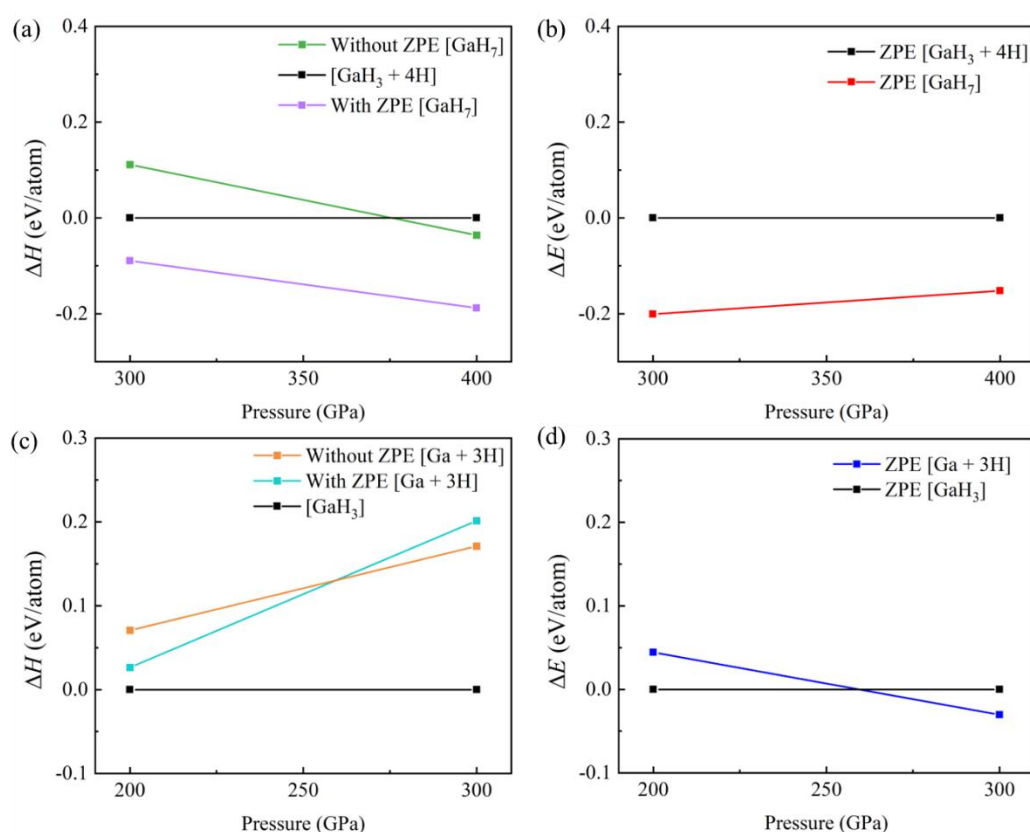 (a)
Without ZPE [GaH₇]
[GaH₃ + 4H]
With ZPE [GaH₇]
0.4
0.2
0.0
-0.2
ΔH (eV/atom)
300
350
400
Pressure (GPa)
(b)
ZPE [GaH₃ + 4H]
ZPE [GaH₇]
0.4
0.2
0.0
-0.2
ΔE (eV/atom)
300
350
400
Pressure (GPa)
(c)
Without ZPE [Ga + 3H]
With ZPE [Ga + 3H]
[GaH₃]
0.3
0.2
0.1
0.0
-0.1
ΔH (eV/atom)
200
250
300
Pressure (GPa)
(d)
ZPE [Ga + 3H]
ZPE [GaH₃]
0.3
0.2
0.1
0.0
-0.1
ΔE (eV/atom)
200
250
300
Pressure (GPa)